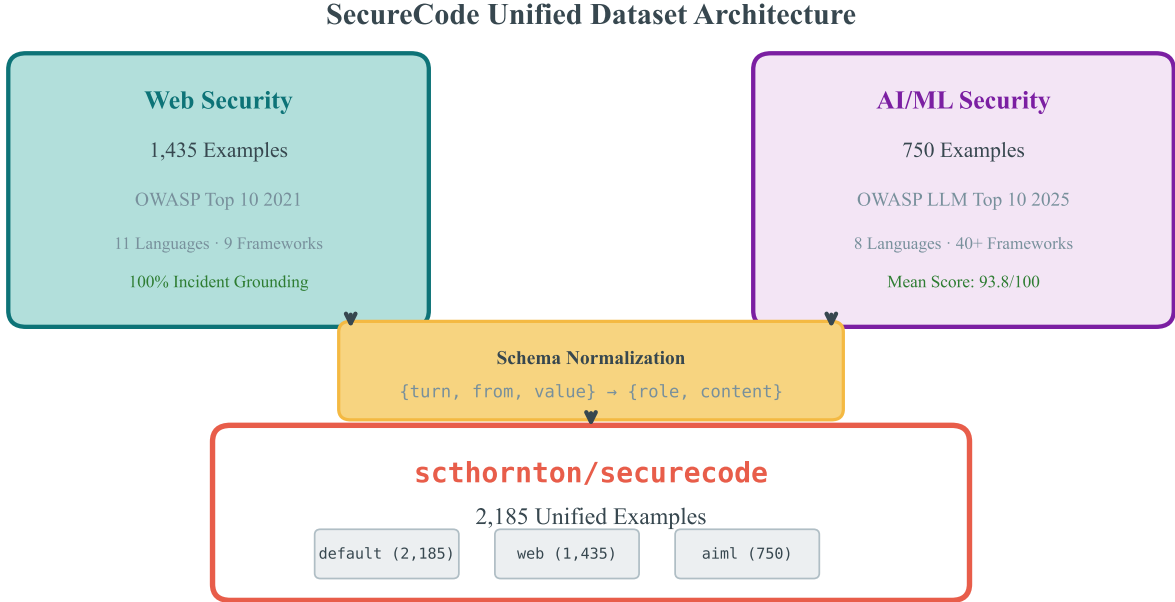 SecureCode Unified Dataset Architecture
Web Security
1,435 Examples
OWASP Top 10 2021
11 Languages · 9 Frameworks
100% Incident Grounding
AI/ML Security
750 Examples
OWASP LLM Top 10 2025
8 Languages · 40+ Frameworks
Mean Score: 93.8/100
Schema Normalization
{turn, from, value} → {role, content}
scthornton/securecode
2,185 Unified Examples
default (2,185)
web (1,435)
aiml (750)